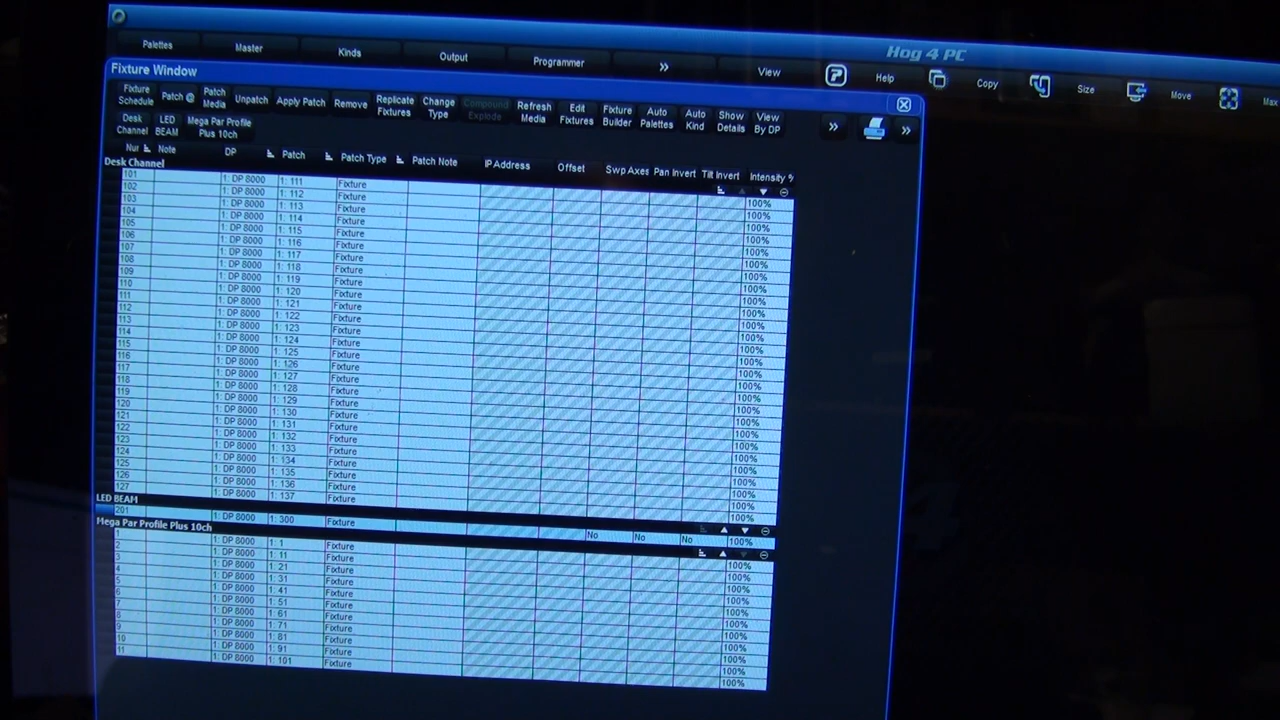 Hog 4 PC
Palettes Master Kinds Output Programmer » View Help Copy Size Move Max
Fixture Window
Fixture Schedule Patch @ Patch Media Unpatch Apply Patch Remove Replicate Fixtures Change Type Compound Explode Refresh Media Edit Fixtures Fixture Builder Auto Palettes Auto Kind Show Details View By DP » »
Desk Channel LED BEAM Mega Par Profile Plus 10ch
Nur Note DP Patch Patch Type Patch Note IP Address Offset Swp Axes Pan Invert Tilt Invert Intensity %
Desk Channel
101 1: DP 8000 1: 111 Fixture 100%
102 1: DP 8000 1: 112 Fixture 100%
103 1: DP 8000 1: 113 Fixture 100%
104 1: DP 8000 1: 114 Fixture 100%
105 1: DP 8000 1: 115 Fixture 100%
106 1: DP 8000 1: 116 Fixture 100%
107 1: DP 8000 1: 117 Fixture 100%
108 1: DP 8000 1: 118 Fixture 100%
109 1: DP 8000 1: 119 Fixture 100%
110 1: DP 8000 1: 120 Fixture 100%
111 1: DP 8000 1: 121 Fixture 100%
112 1: DP 8000 1: 122 Fixture 100%
113 1: DP 8000 1: 123 Fixture 100%
114 1: DP 8000 1: 124 Fixture 100%
115 1: DP 8000 1: 125 Fixture 100%
116 1: DP 8000 1: 126 Fixture 100%
117 1: DP 8000 1: 127 Fixture 100%
118 1: DP 8000 1: 128 Fixture 100%
119 1: DP 8000 1: 129 Fixture 100%
120 1: DP 8000 1: 130 Fixture 100%
121 1: DP 8000 1: 131 Fixture 100%
122 1: DP 8000 1: 132 Fixture 100%
123 1: DP 8000 1: 133 Fixture 100%
124 1: DP 8000 1: 134 Fixture 100%
125 1: DP 8000 1: 135 Fixture 100%
126 1: DP 8000 1: 136 Fixture 100%
127 1: DP 8000 1: 137 Fixture 100%
LED BEAM
201 1: DP 8000 1: 300 Fixture No No No 100%
Mega Par Profile Plus 10ch
1 1: DP 8000 1: 1 Fixture 100%
2 1: DP 8000 1: 11 Fixture 100%
3 1: DP 8000 1: 21 Fixture 100%
4 1: DP 8000 1: 31 Fixture 100%
5 1: DP 8000 1: 41 Fixture 100%
6 1: DP 8000 1: 51 Fixture 100%
7 1: DP 8000 1: 61 Fixture 100%
8 1: DP 8000 1: 71 Fixture 100%
9 1: DP 8000 1: 81 Fixture 100%
10 1: DP 8000 1: 91 Fixture 100%
11 1: DP 8000 1: 101 Fixture 100%